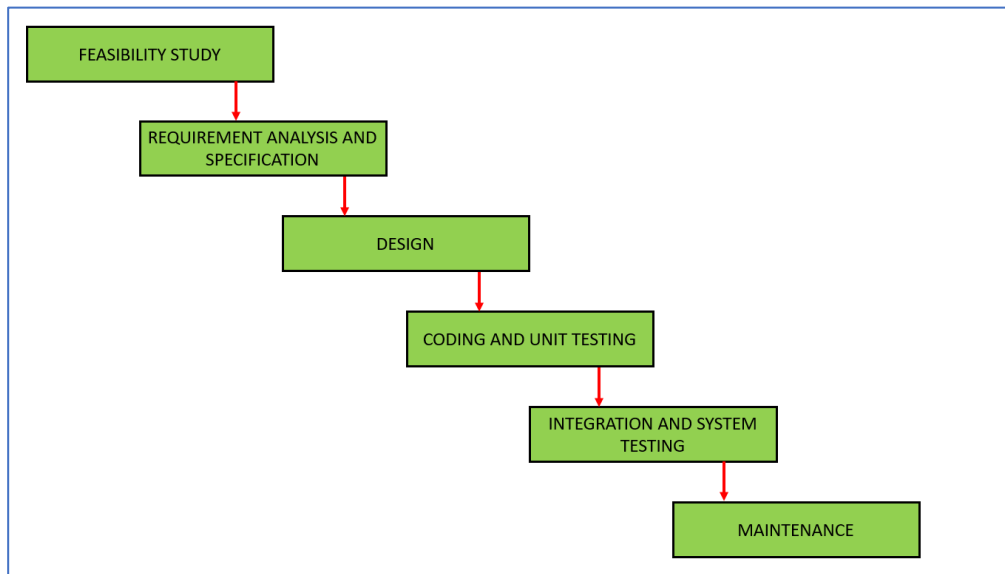 FEASIBILITY STUDY
REQUIREMENT ANALYSIS AND
SPECIFICATION
DESIGN
CODING AND UNIT TESTING
INTEGRATION AND SYSTEM
TESTING
MAINTENANCE